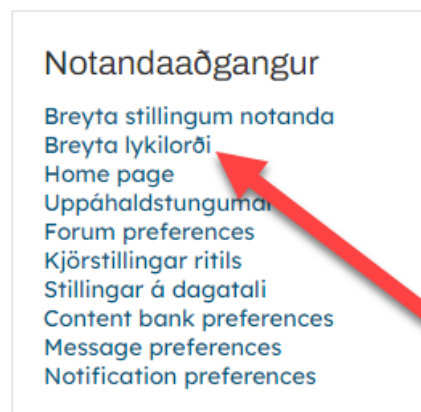 Notandaaðgangur
Breyta stillingum notanda
Breyta lykilorði
Home page
Uppáhaldstungumál
Forum preferences
Kjörstillingar ritils
Stillingar á dagatali
Content bank preferences
Message preferences
Notification preferences